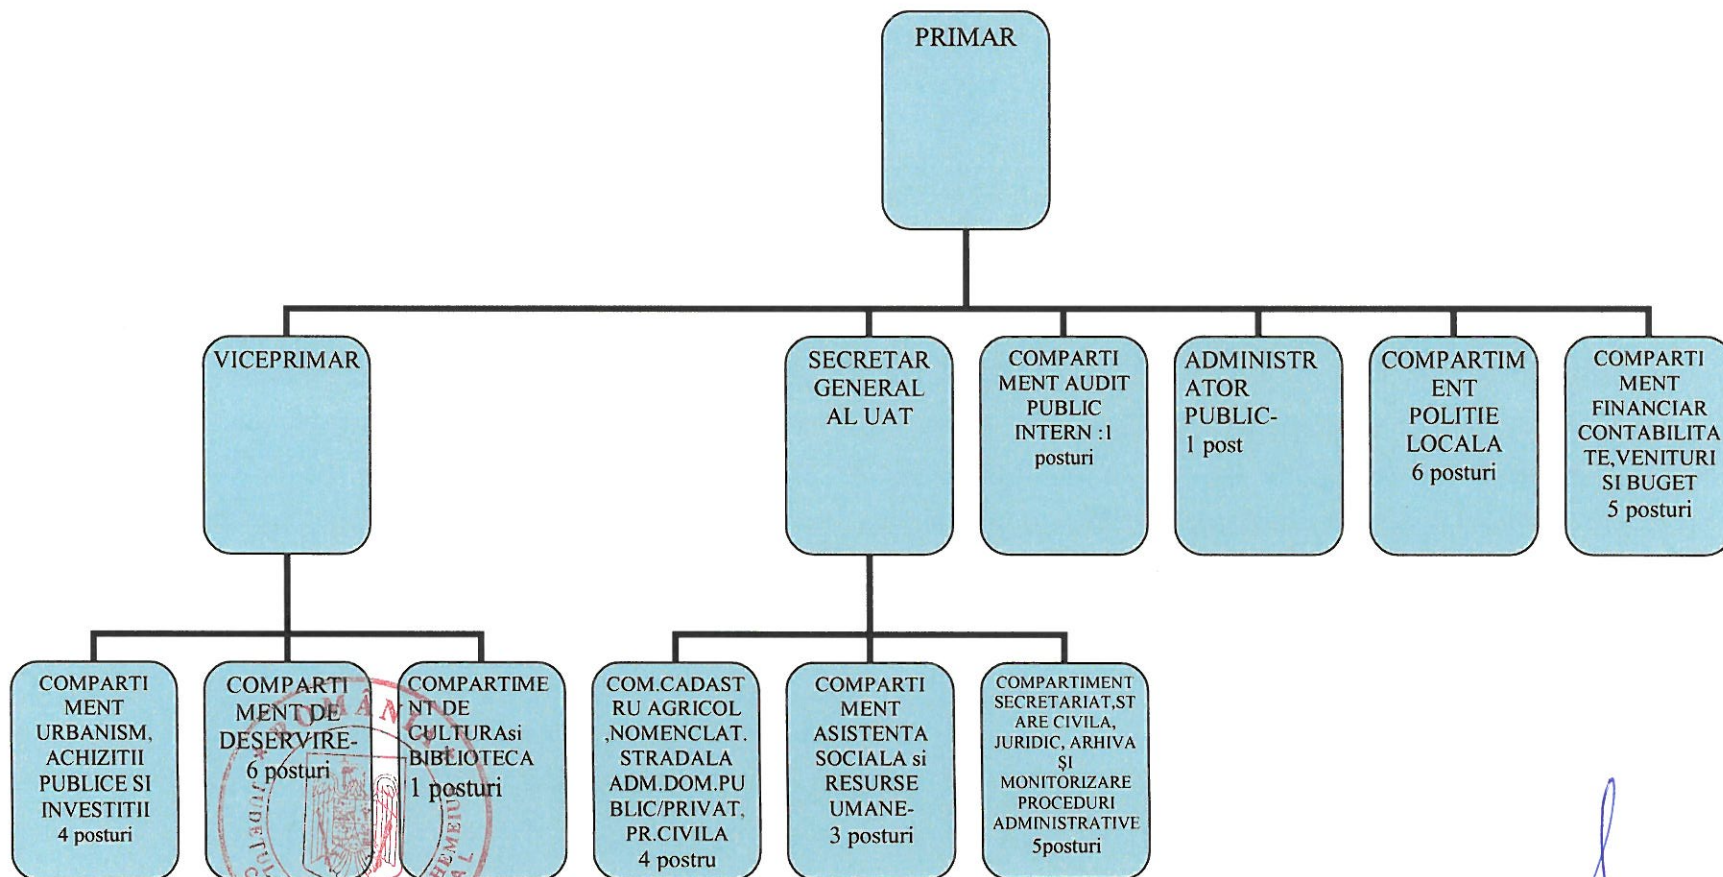 PRIMAR
VICEPRIMAR
SECRETAR
GENERAL
AL UAT
COMPARTI
MENT AUDIT
PUBLIC
INTERN :1
posturi
ADMINISTR
ATOR
PUBLIC-
1 post
COMPARTIM
ENT
POLITIE
LOCALA
6 posturi
COMPARTI
MENT
FINANCIAR
CONTABILITA
TE,VENITURI
SI BUGET
5 posturi
COMPARTI
MENT
URBANISM,
ACHIZITII
PUBLICE SI
INVESTITII
4 posturi
COMPARTI
MENT DE
DESERVIRE-
6 posturi
COMPARTIME
NT DE
CULTURAsi
BIBLIOTECA
1 posturi
COM.CADAST
RU AGRICOL
,NOMENCLAT.
STRADALA
ADM.DOM.PU
BLIC/PRIVAT,
PR.CIVILA
4 postru
COMPARTI
MENT
ASISTENTA
SOCIALA si
RESURSE
UMANE-
3 posturi
COMPARTIMENT
SECRETARIAT,ST
ARE CIVILA,
JURIDIC, ARHIVA
ȘI
MONITORIZARE
PROCEDURI
ADMINISTRATIVE
5posturi
ROMÂNIA
JUDEȚUL